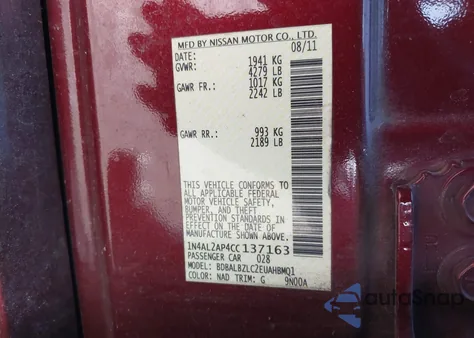 MFD BY NISSAN MOTOR CO., LTD.
DATE: 08/11
GVWR: 1941 KG
4279 LB
GAWR FR.: 1017 KG
2242 LB
GAWR RR.: 993 KG
2189 LB
THIS VEHICLE CONFORMS TO
ALL APPLICABLE FEDERAL
MOTOR VEHICLE SAFETY,
BUMPER, AND THEFT
PREVENTION STANDARDS IN
EFFECT ON THE DATE OF
MANUFACTURE SHOWN ABOVE.
1N4AL2AP4CC137163
PASSENGER CAR 028
MODEL: BDBALBZLCZEUAHBMQ1
COLOR: NAD TRIM: G 9N00A
autoSnap